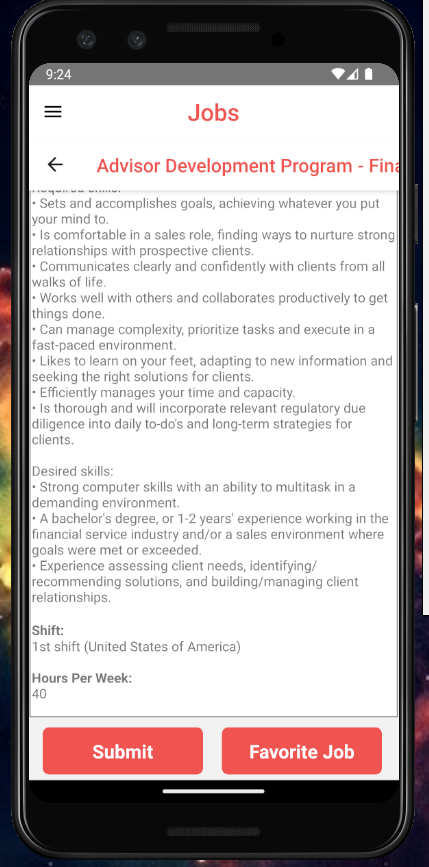 9:24
Jobs
Advisor Development Program - Fina
Required skills:
• Sets and accomplishes goals, achieving whatever you put
your mind to.
• Is comfortable in a sales role, finding ways to nurture strong
relationships with prospective clients.
• Communicates clearly and confidently with clients from all
walks of life.
• Works well with others and collaborates productively to get
things done.
• Can manage complexity, prioritize tasks and execute in a
fast-paced environment.
• Likes to learn on your feet, adapting to new information and
seeking the right solutions for clients.
• Efficiently manages your time and capacity.
• Is thorough and will incorporate relevant regulatory due
diligence into daily to-do's and long-term strategies for
clients.
Desired skills:
• Strong computer skills with an ability to multitask in a
demanding environment.
• A bachelor's degree, or 1-2 years' experience working in the
financial service industry and/or a sales environment where
goals were met or exceeded.
• Experience assessing client needs, identifying/
recommending solutions, and building/managing client
relationships.
Shift:
1st shift (United States of America)
Hours Per Week:
40
Submit
Favorite Job